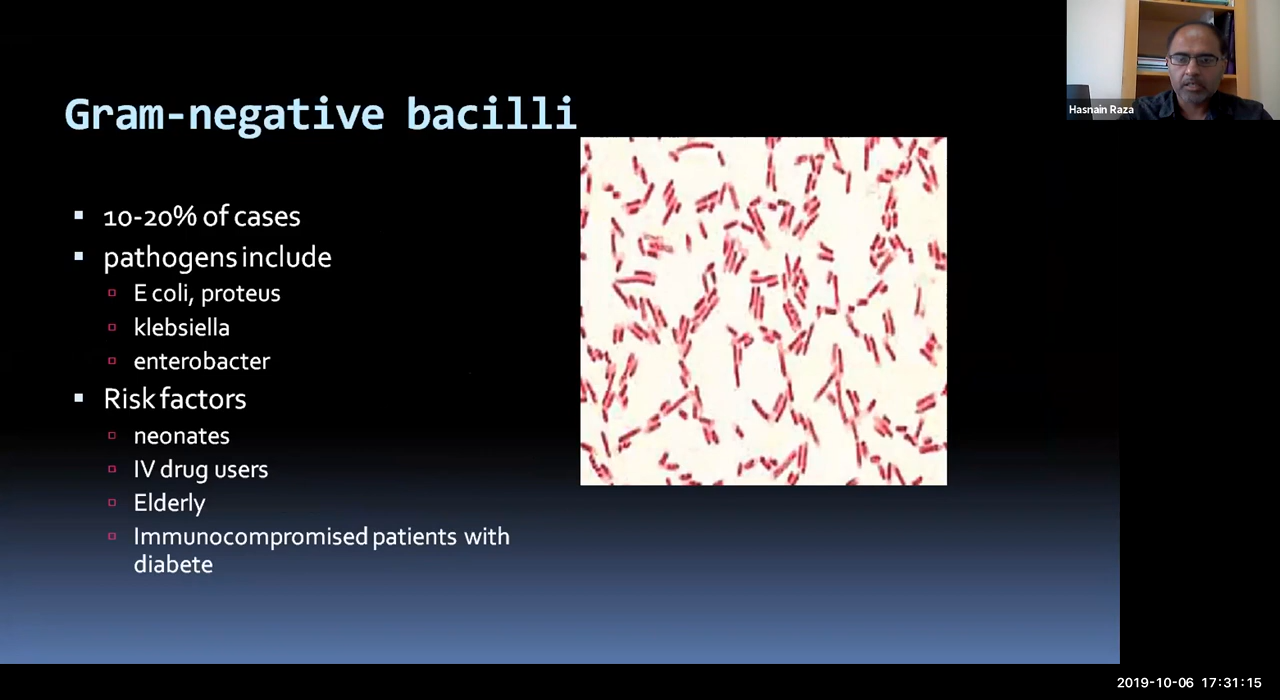 Gram-negative bacilli
10-20% of cases
pathogens include
E coli, proteus
klebsiella
enterobacter
Risk factors
neonates
IV drug users
Elderly
Immunocompromised patients with
diabete
Hasnain Raza
2019-10-06 17:31:15